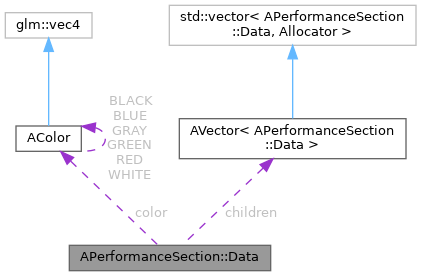 glm::vec4
std::vector< APerformanceSection
::Data, Allocator >
BLACK
BLUE
GRAY
GREEN
RED
WHITE
AColor
AVector< APerformanceSection
::Data >
color
children
APerformanceSection::Data